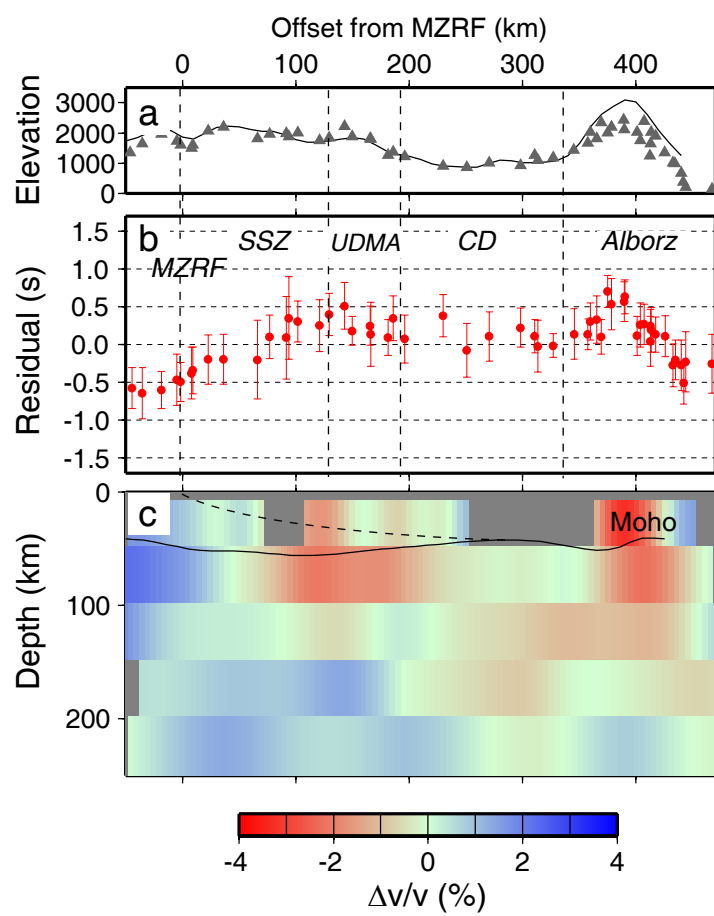 Offset from MZRF (km)
0 100 200 300 400
Elevation
3000
2000
1000
0
a
b
SSZ UDMA CD Alborz
MZRF
Residual (s)
1.5
1.0
0.5
0.0
-0.5
-1.0
-1.5
c
Moho
Depth (km)
0
100
200
-4 -2 0 2 4
Δv/v (%)